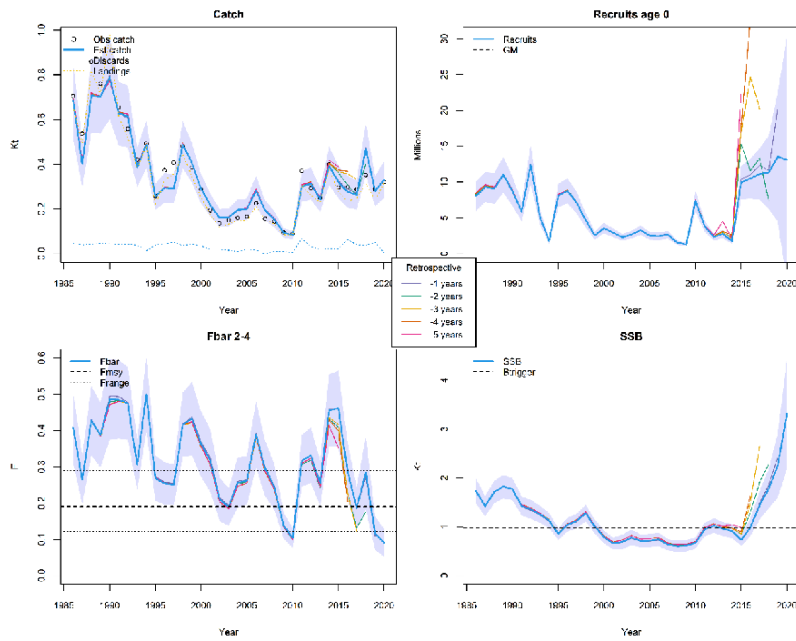 Catch
Kt
1.0
0.8
0.6
0.4
0.2
0.0
Obs catch
Est catch
Discards
Landings
1985 1990 1995 2000 2005 2010 2015 2020
Year
Recruits age 0
Millions
30
25
20
15
10
5
0
Recruits
GM
1985 1990 1995 2000 2005 2010 2015 2020
Year
Retrospective
-1 years
-2 years
-3 years
-4 years
-5 years
Fbar 2-4
F
0.6
0.5
0.4
0.3
0.2
0.1
0.0
Fbar
Fmsy
Frange
1985 1990 1995 2000 2005 2010 2015 2020
Year
SSB
4
3
2
1
0
SSB
Btrigger
1985 1990 1995 2000 2005 2010 2015 2020
Year